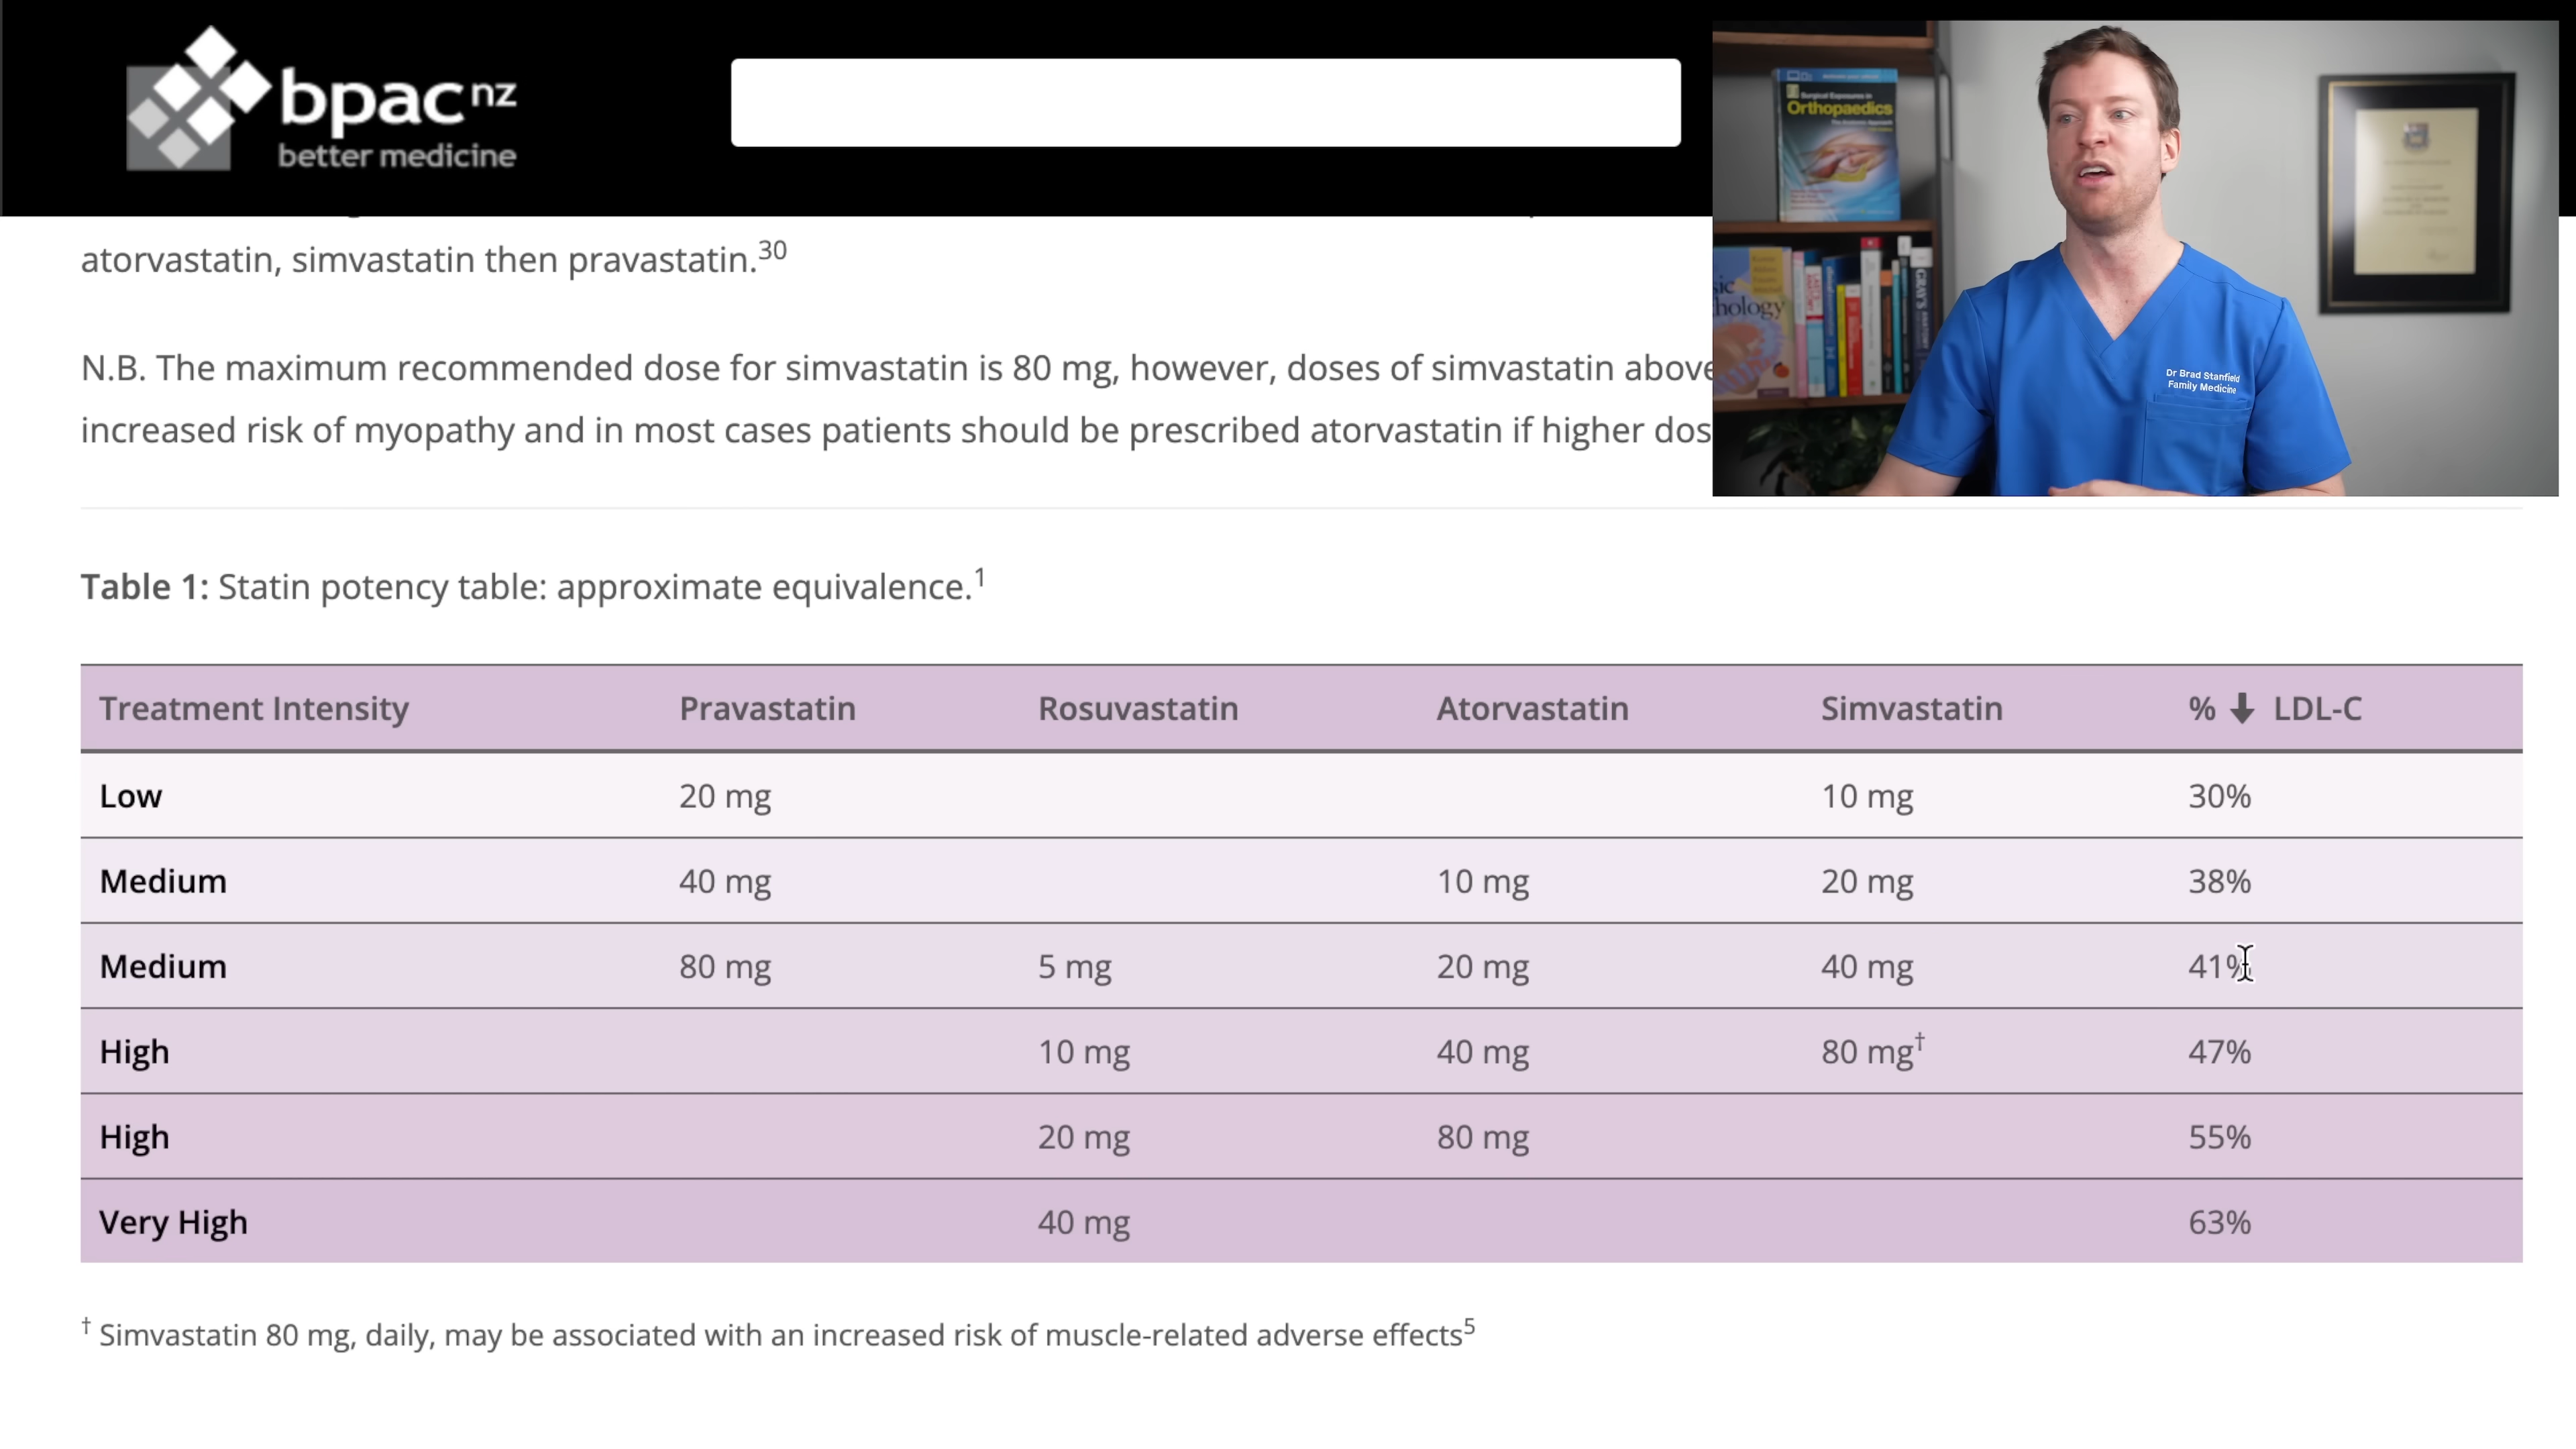 bpac nz
better medicine
Surgical Exposures in
Orthopaedics
atorvastatin, simvastatin then pravastatin.30
N.B. The maximum recommended dose for simvastatin is 80 mg, however, doses of simvastatin above
increased risk of myopathy and in most cases patients should be prescribed atorvastatin if higher dos
GRAY'S
Dr Brad Stanfield
Family Medicine
Table 1: Statin potency table: approximate equivalence.1
Treatment Intensity Pravastatin Rosuvastatin Atorvastatin Simvastatin % ↓ LDL-C
Low 20 mg 10 mg 30%
Medium 40 mg 10 mg 20 mg 38%
Medium 80 mg 5 mg 20 mg 40 mg 41%
High 10 mg 40 mg 80 mg† 47%
High 20 mg 80 mg 55%
Very High 40 mg 63%
† Simvastatin 80 mg, daily, may be associated with an increased risk of muscle-related adverse effects5